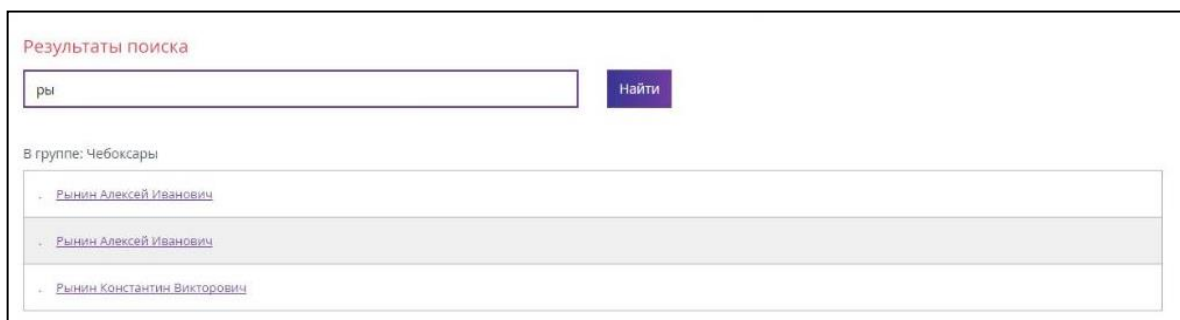 Результаты поиска
ры
Найти
В группе: Чебоксары
. Рынин Алексей Иванович
. Рынин Алексей Иванович
. Рынин Константин Викторович